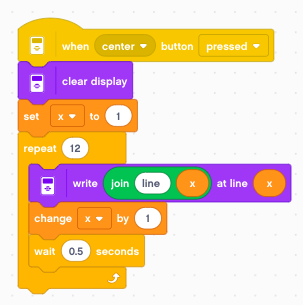 when center button pressed
clear display
set x to 1
repeat 12
write join line x at line x
change x by 1
wait 0.5 seconds